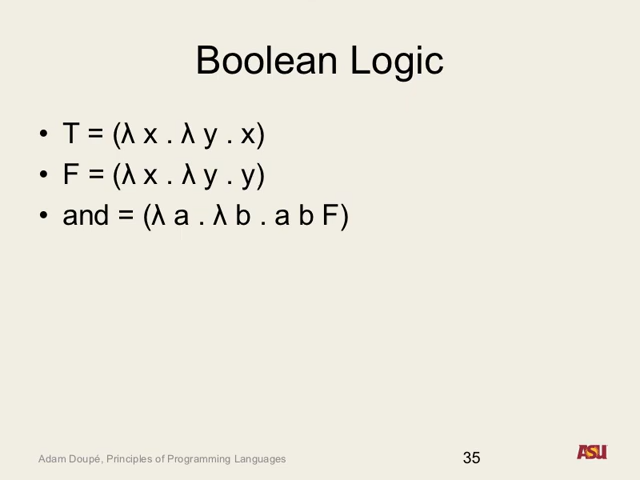 Boolean Logic
• T = (λ x . λ y . x)
• F = (λ x . λ y . y)
• and = (λ a . λ b . a b F)
Adam Doupé, Principles of Programming Languages
35
ASU